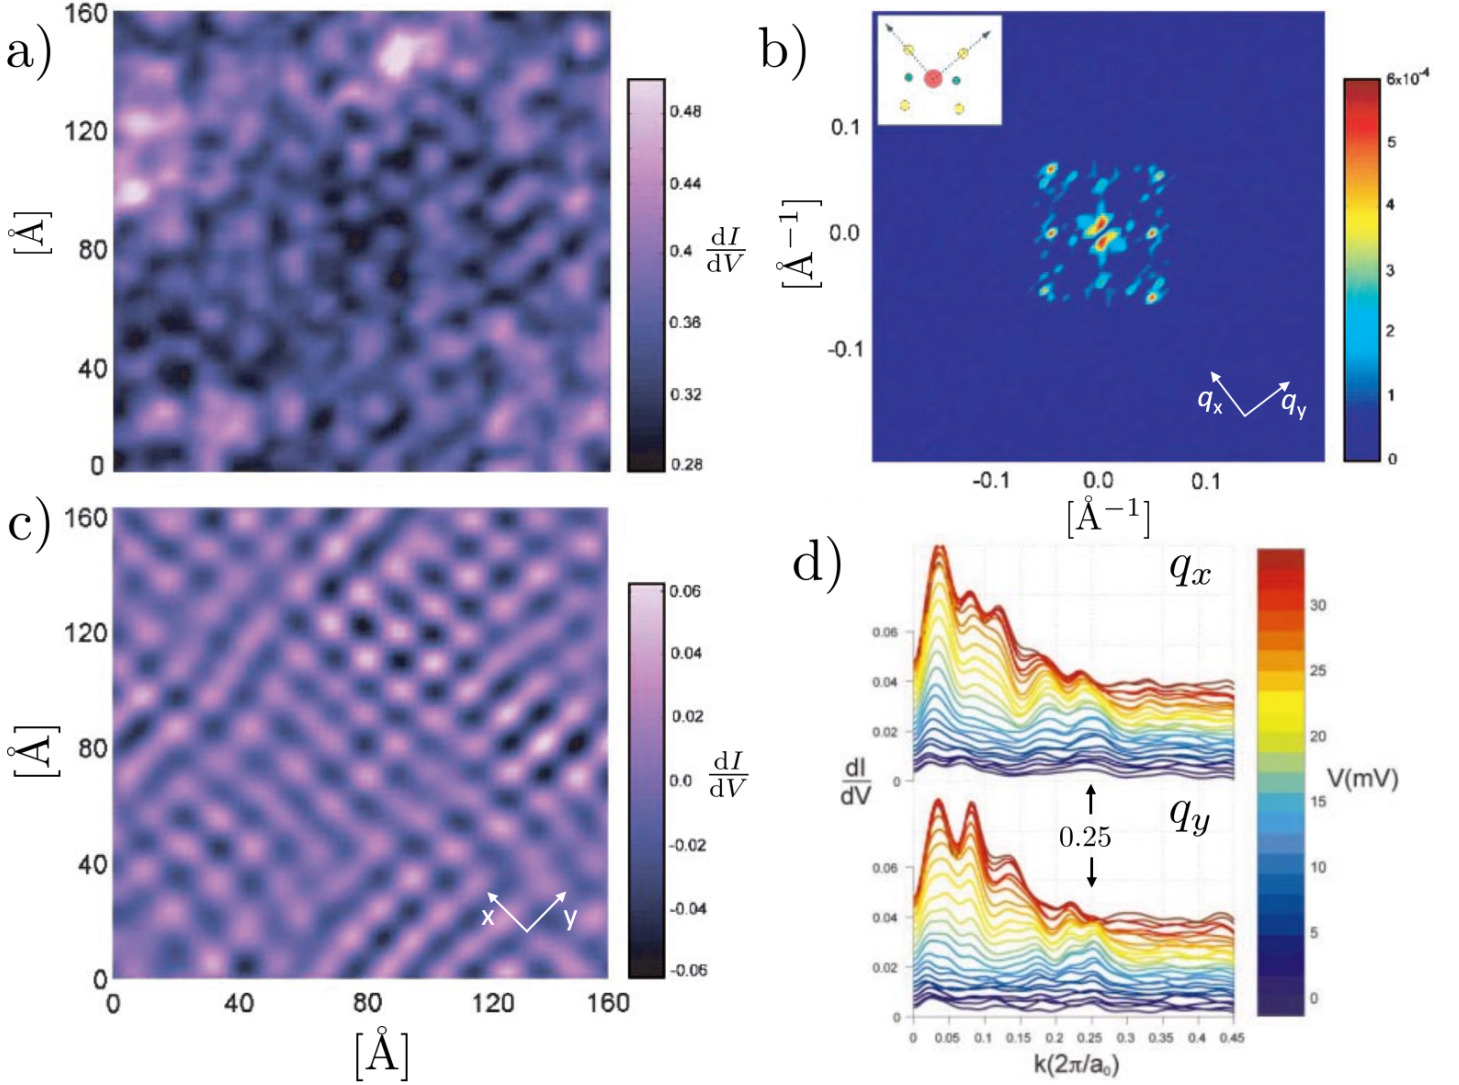 a)
160
120
80
40
0
[Å]
0.48
0.44
0.4
0.36
0.32
0.28
dI
dV
b)
0.1
0.0
-0.1
[Å−1]
-0.1 0.0 0.1
[Å−1]
qx qy
6x10-4
5
4
3
2
1
0
c)
160
120
80
40
0
[Å]
0 40 80 120 160
[Å]
x y
0.06
0.04
0.02
0.0
-0.02
-0.04
-0.06
dI
dV
d)
qx
0.06
0.04
0.02
0
dI
dV
0.25
qy
0.06
0.04
0.02
0
0 0.05 0.1 0.15 0.2 0.25 0.3 0.35 0.4 0.45
k(2π/a0)
30
25
20
15
10
5
0
V(mV)